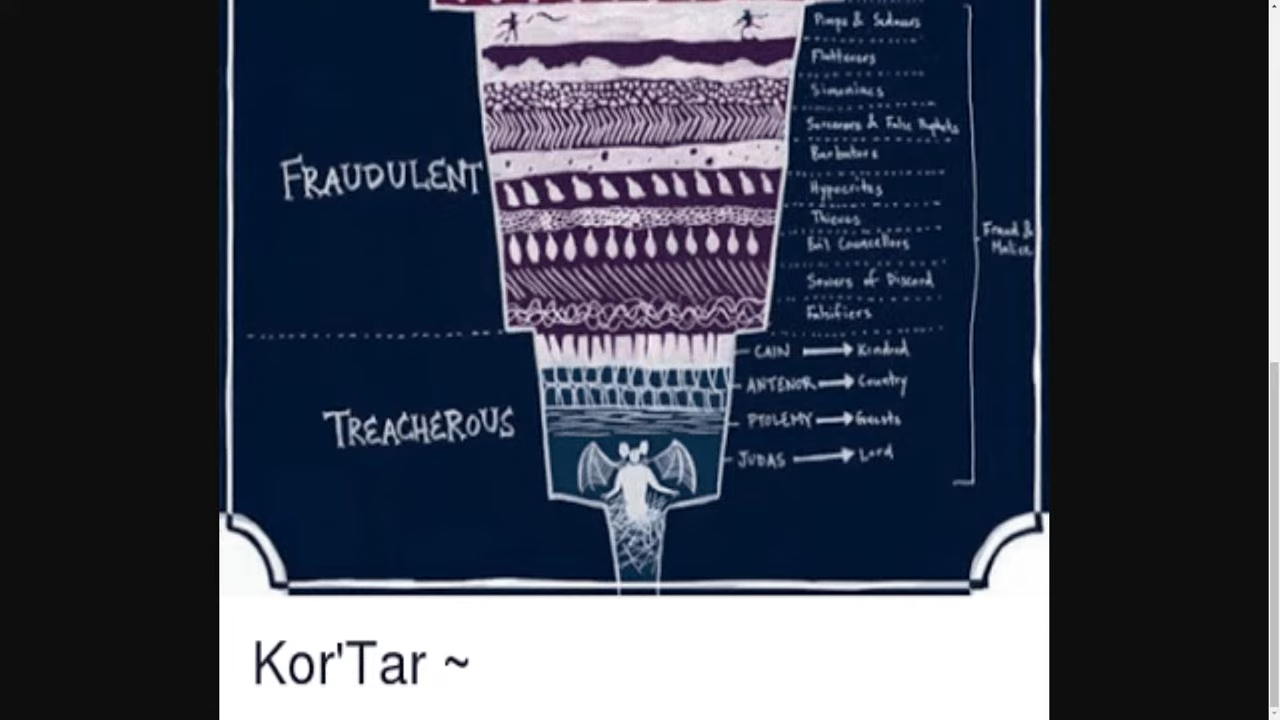 Pimps & Seducers
Flatterers
Simoniacs
Sorcerers & False Prophets
Barbators
Hypocrites
Thieves
Evil Councellors
Sowers of Discord
Falsifiers
FRAUDULENT
Fraud &
Malice
CAIN Kindred
ANTENOR Country
PTOLEMY Guests
JUDAS Lord
TREACHEROUS
Kor'Tar ~